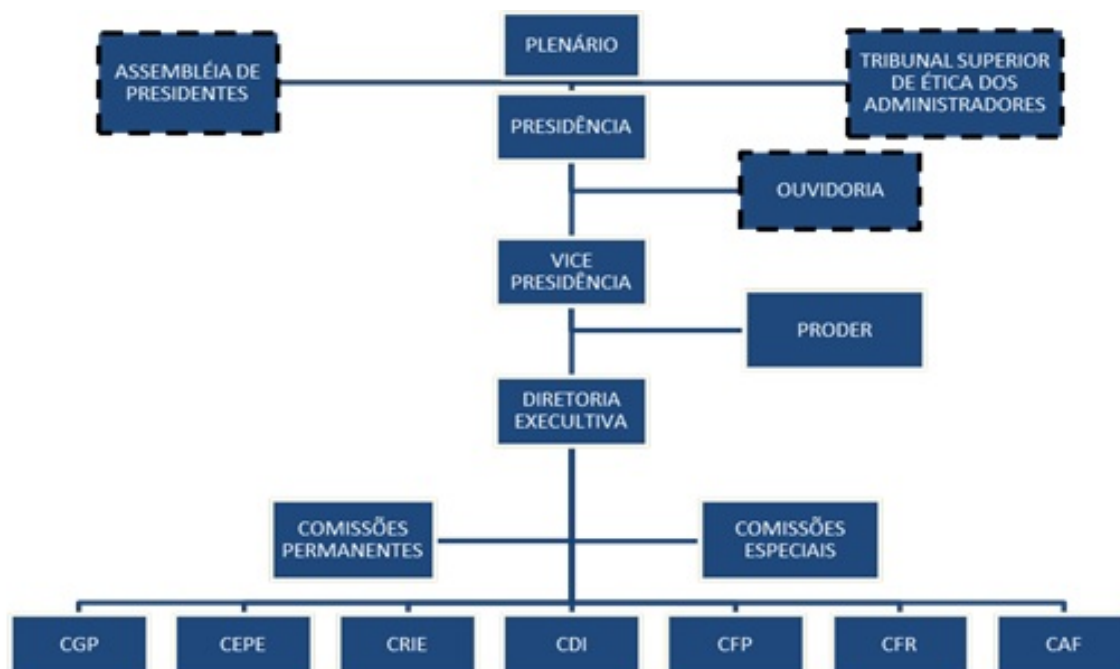 PLENÁRIO
ASSEMBLÉIA DE
PRESIDENTES
TRIBUNAL SUPERIOR
DE ÉTICA DOS
ADMINISTRADORES
PRESIDÊNCIA
OUVIDORIA
VICE
PRESIDÊNCIA
PRODER
DIRETORIA
EXECULTIVA
COMISSÕES
PERMANENTES
COMISSÕES
ESPECIAIS
CGP
CEPE
CRIE
CDI
CFP
CFR
CAF